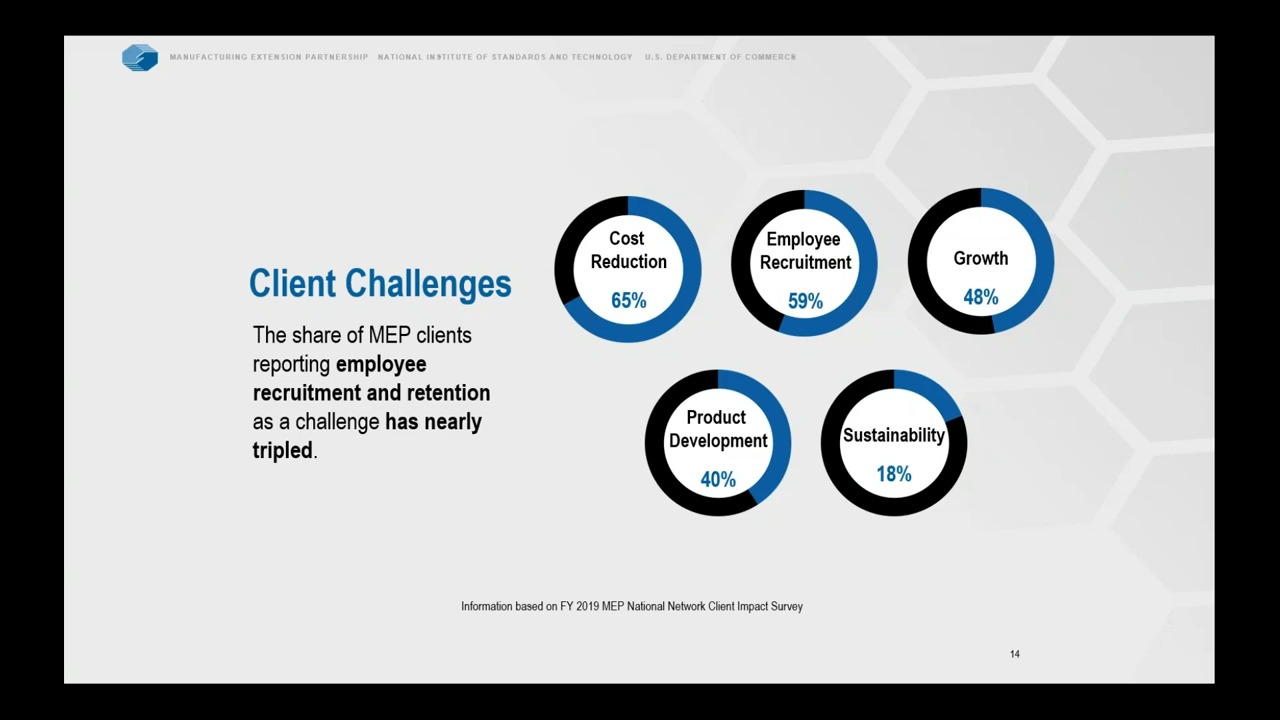 MANUFACTURING EXTENSION PARTNERSHIP NATIONAL INSTITUTE OF STANDARDS AND TECHNOLOGY U.S. DEPARTMENT OF COMMERCE
Client Challenges
The share of MEP clients
reporting employee
recruitment and retention
as a challenge has nearly
tripled.
Cost
Reduction
65%
Employee
Recruitment
59%
Growth
48%
Product
Development
40%
Sustainability
18%
Information based on FY 2019 MEP National Network Client Impact Survey
14